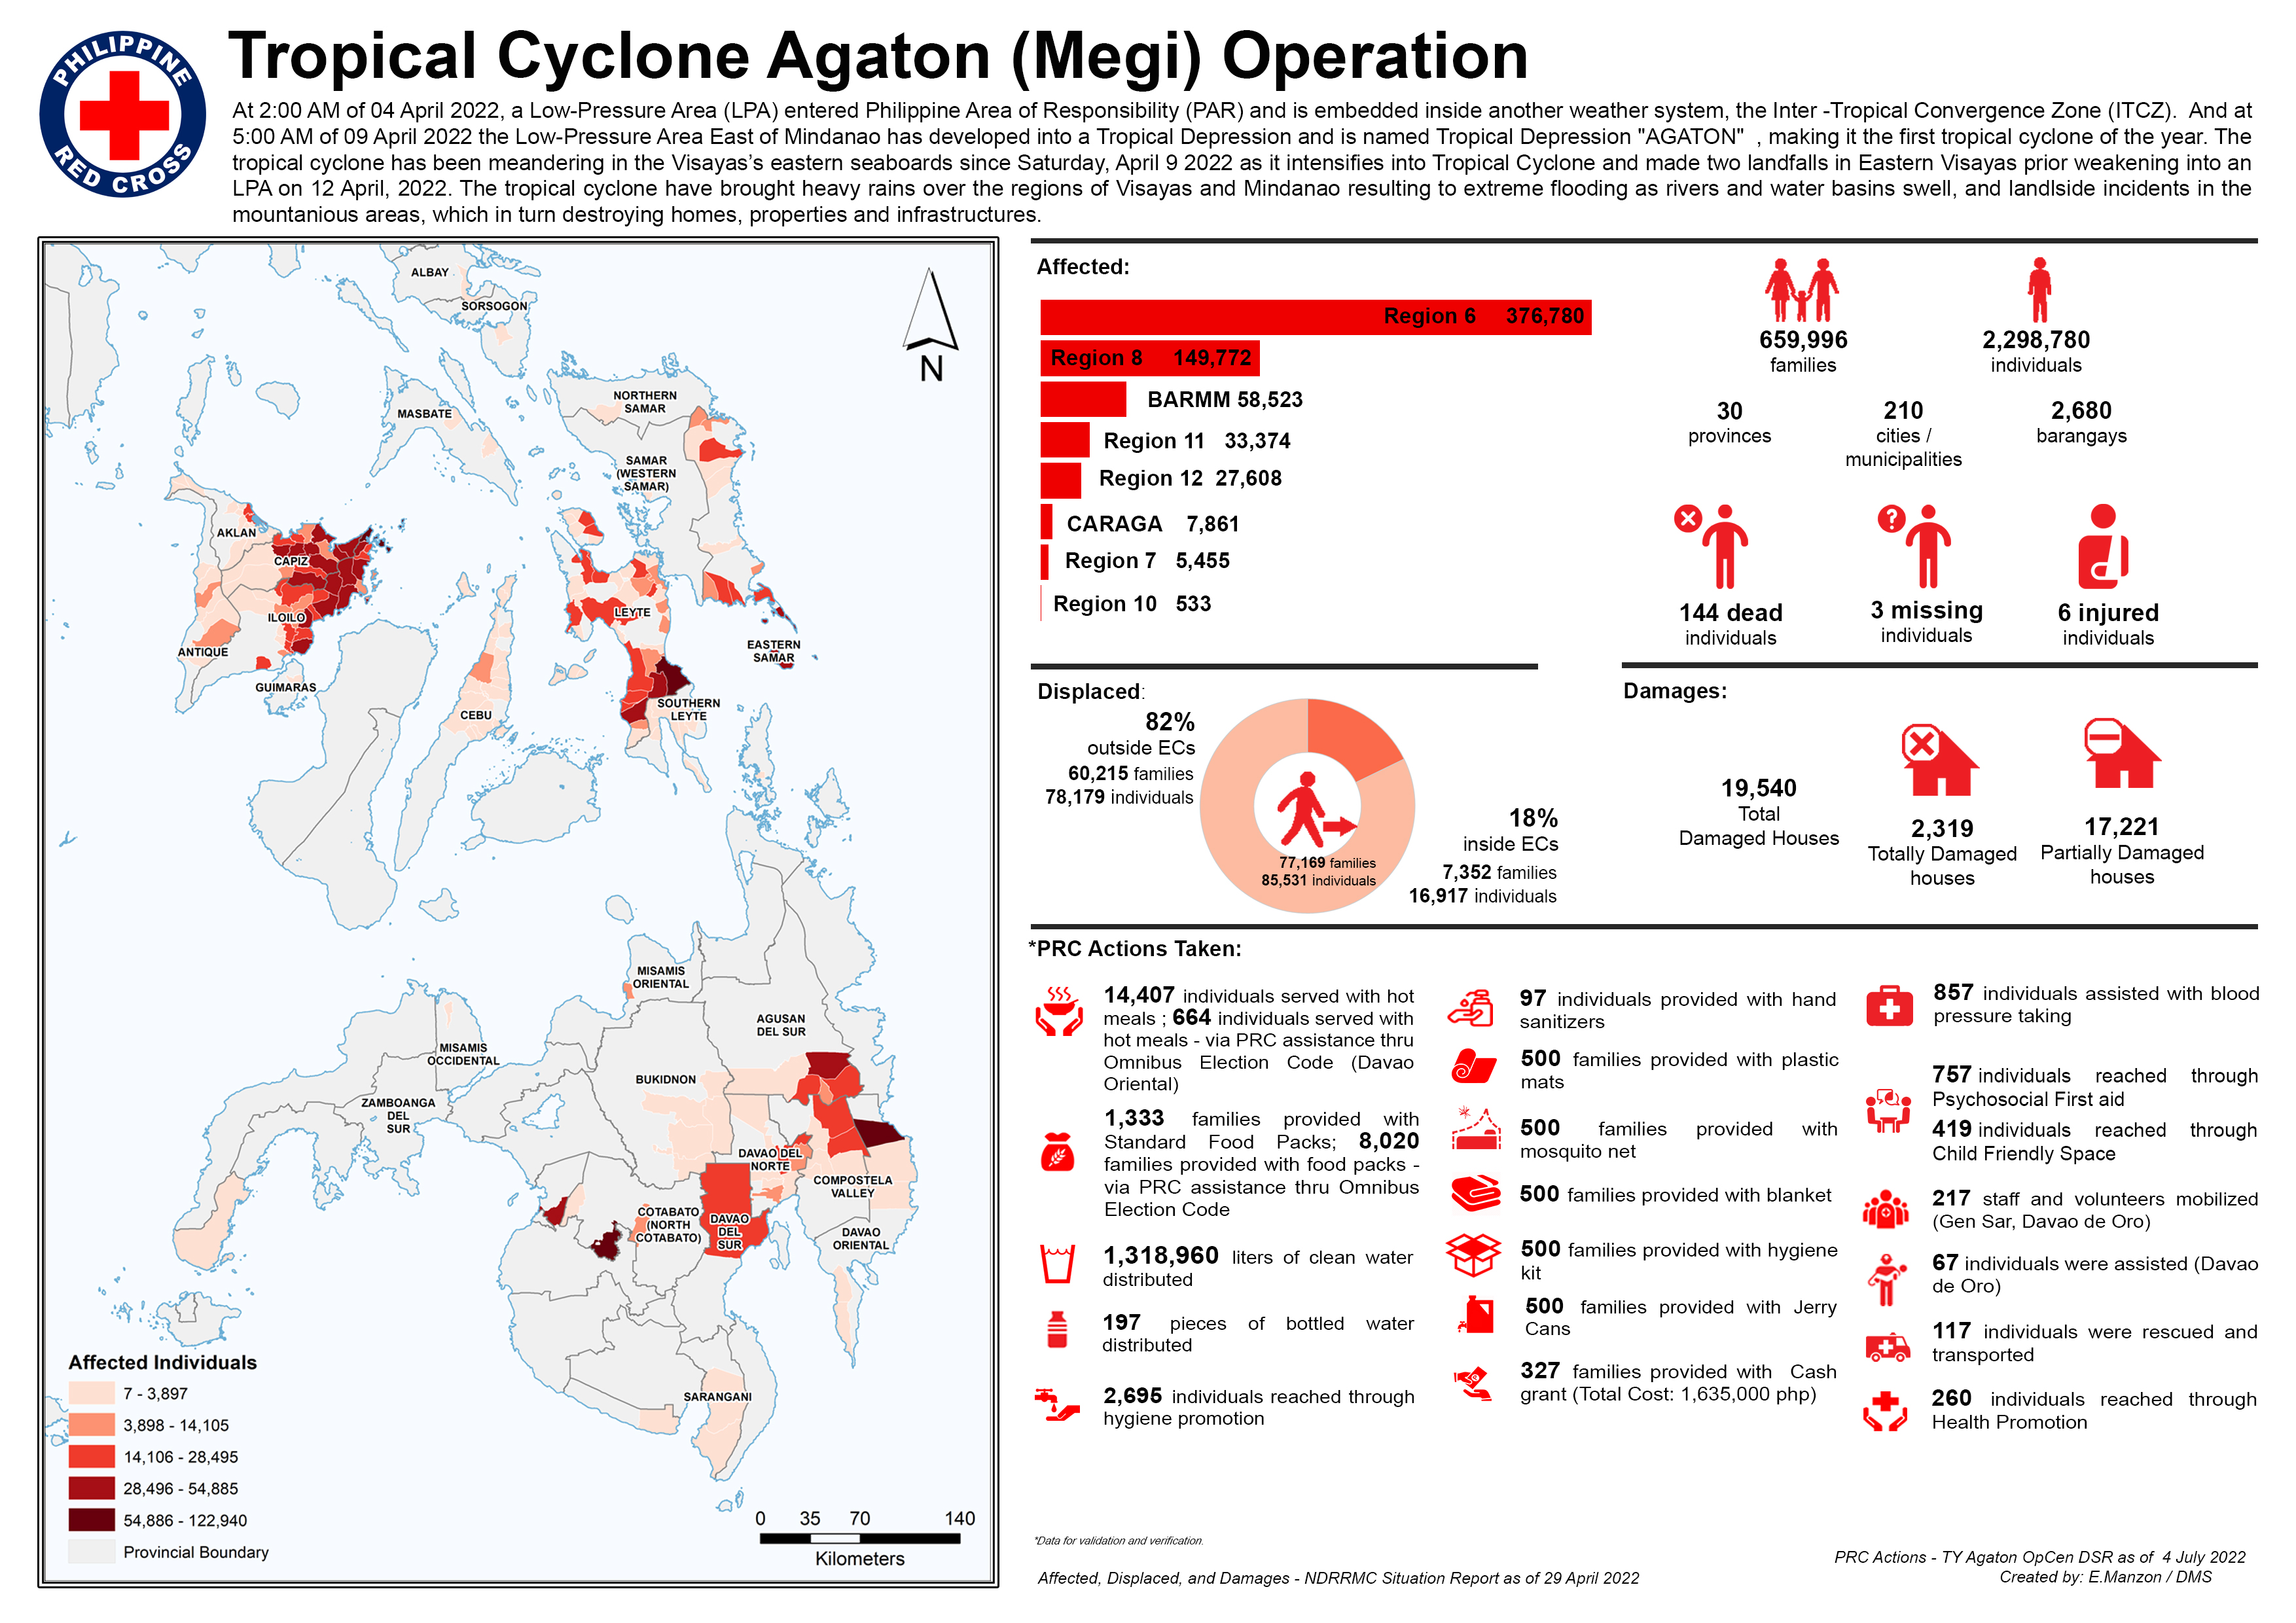 PHILIPPINE
RED CROSS
Tropical Cyclone Agaton (Megi) Operation
At 2:00 AM of 04 April 2022, a Low-Pressure Area (LPA) entered Philippine Area of Responsibility (PAR) and is embedded inside another weather system, the Inter -Tropical Convergence Zone (ITCZ). And at
5:00 AM of 09 April 2022 the Low-Pressure Area East of Mindanao has developed into a Tropical Depression and is named Tropical Depression "AGATON" , making it the first tropical cyclone of the year. The
tropical cyclone has been meandering in the Visayas's eastern seaboards since Saturday, April 9 2022 as it intensifies into Tropical Cyclone and made two landfalls in Eastern Visayas prior weakening into an
LPA on 12 April, 2022. The tropical cyclone have brought heavy rains over the regions of Visayas and Mindanao resulting to extreme flooding as rivers and water basins swell, and landlside incidents in the
mountanious areas, which in turn destroying homes, properties and infrastructures.
ALBAY
SORSOGON
N
NORTHERN
SAMAR
MASBATE
SAMAR
(WESTERN
SAMAR)
AKLAN
CAPIZ
ILOILO
LEYTE
ANTIQUE
EASTERN
SAMAR
GUIMARAS
CEBU
SOUTHERN
LEYTE
MISAMIS
ORIENTAL
AGUSAN
DEL SUR
MISAMIS
OCCIDENTAL
BUKIDNON
ZAMBOANGA
DEL
SUR
DAVAO DEL
NORTE
COMPOSTELA
VALLEY
COTABATO
(NORTH
COTABATO)
DAVAO
DEL
SUR
DAVAO
ORIENTAL
SARANGANI
Affected Individuals
7 - 3,897
3,898 - 14,105
14,106 - 28,495
28,496 - 54,885
54,886 - 122,940
Provincial Boundary
0 35 70 140
Kilometers
Affected:
Region 6 376,780
Region 8 149,772
BARMM 58,523
Region 11 33,374
Region 12 27,608
CARAGA 7,861
Region 7 5,455
Region 10 533
659,996
families
2,298,780
individuals
30
provinces
210
cities /
municipalities
2,680
barangays
144 dead
individuals
3 missing
individuals
6 injured
individuals
Displaced:
82%
outside ECs
60,215 families
78,179 individuals
77,169 families
85,531 individuals
18%
inside ECs
7,352 families
16,917 individuals
Damages:
19,540
Total
Damaged Houses
2,319
Totally Damaged
houses
17,221
Partially Damaged
houses
*PRC Actions Taken:
14,407 individuals served with hot
meals ; 664 individuals served with
hot meals - via PRC assistance thru
Omnibus Election Code (Davao
Oriental)
1,333 families provided with
Standard Food Packs; 8,020
families provided with food packs -
via PRC assistance thru Omnibus
Election Code
1,318,960 liters of clean water
distributed
197 pieces of bottled water
distributed
2,695 individuals reached through
hygiene promotion
97 individuals provided with hand
sanitizers
500 families provided with plastic
mats
500 families provided with
mosquito net
500 families provided with blanket
500 families provided with hygiene
kit
500 families provided with Jerry
Cans
327 families provided with Cash
grant (Total Cost: 1,635,000 php)
857 individuals assisted with blood
pressure taking
757 individuals reached through
Psychosocial First aid
419 individuals reached through
Child Friendly Space
217 staff and volunteers mobilized
(Gen Sar, Davao de Oro)
67 individuals were assisted (Davao
de Oro)
117 individuals were rescued and
transported
260 individuals reached through
Health Promotion
*Data for validation and verification.
Affected, Displaced, and Damages - NDRRMC Situation Report as of 29 April 2022
PRC Actions - TY Agaton OpCen DSR as of 4 July 2022
Created by: E.Manzon / DMS